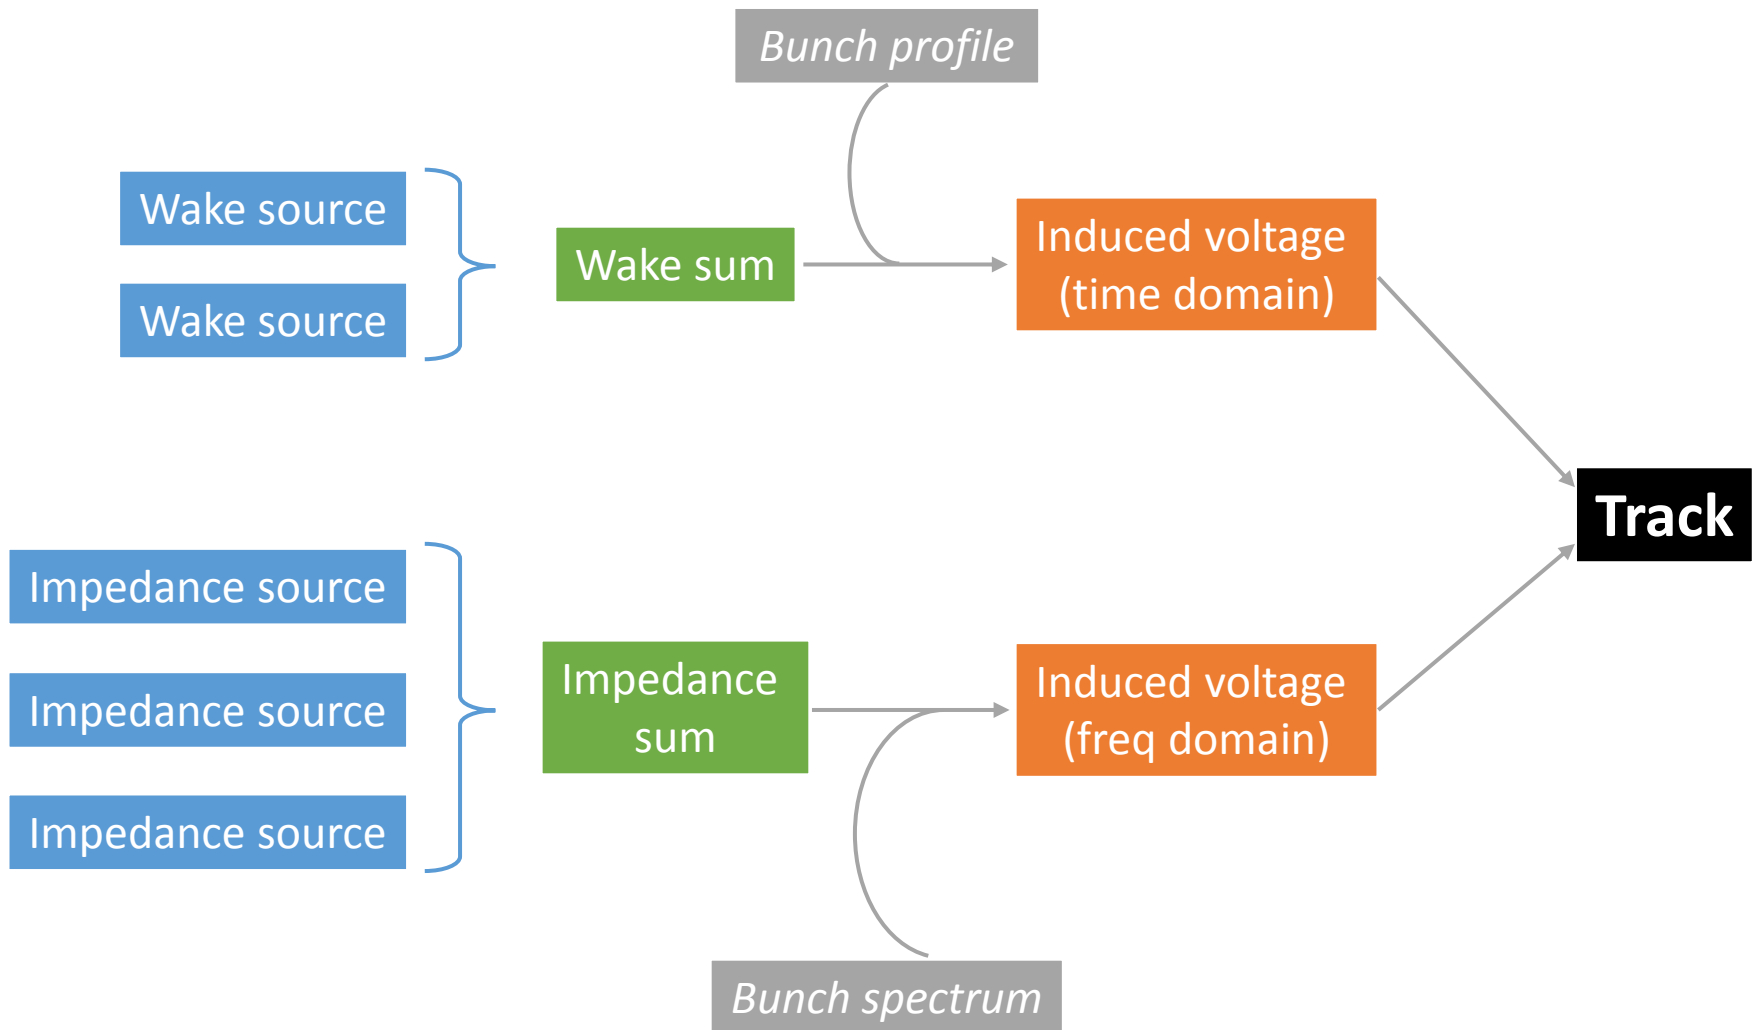 Bunch profile
Wake source
Wake source
Wake sum
Induced voltage
(time domain)
Track
Impedance source
Impedance source
Impedance source
Impedance
sum
Induced voltage
(freq domain)
Bunch spectrum